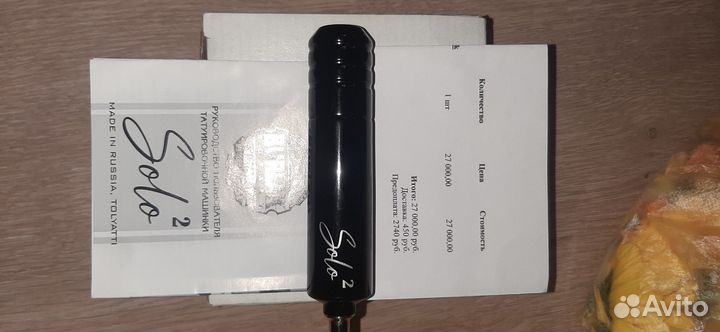 РУКОВОДСТВО ПОЛЬЗОВАТЕЛЯ
ТАТУИРОВОЧНОЙ МАШИНКИ
Solo 2
MADE IN RUSSIA, TOLYATTI
Solo 2
Количество Цена Стоимость
1 шт 27 000,00 27 000,00
Итого: 27 000,00 руб.
Доставка. 450 руб.
Предоплата: 2740 руб.
Avito